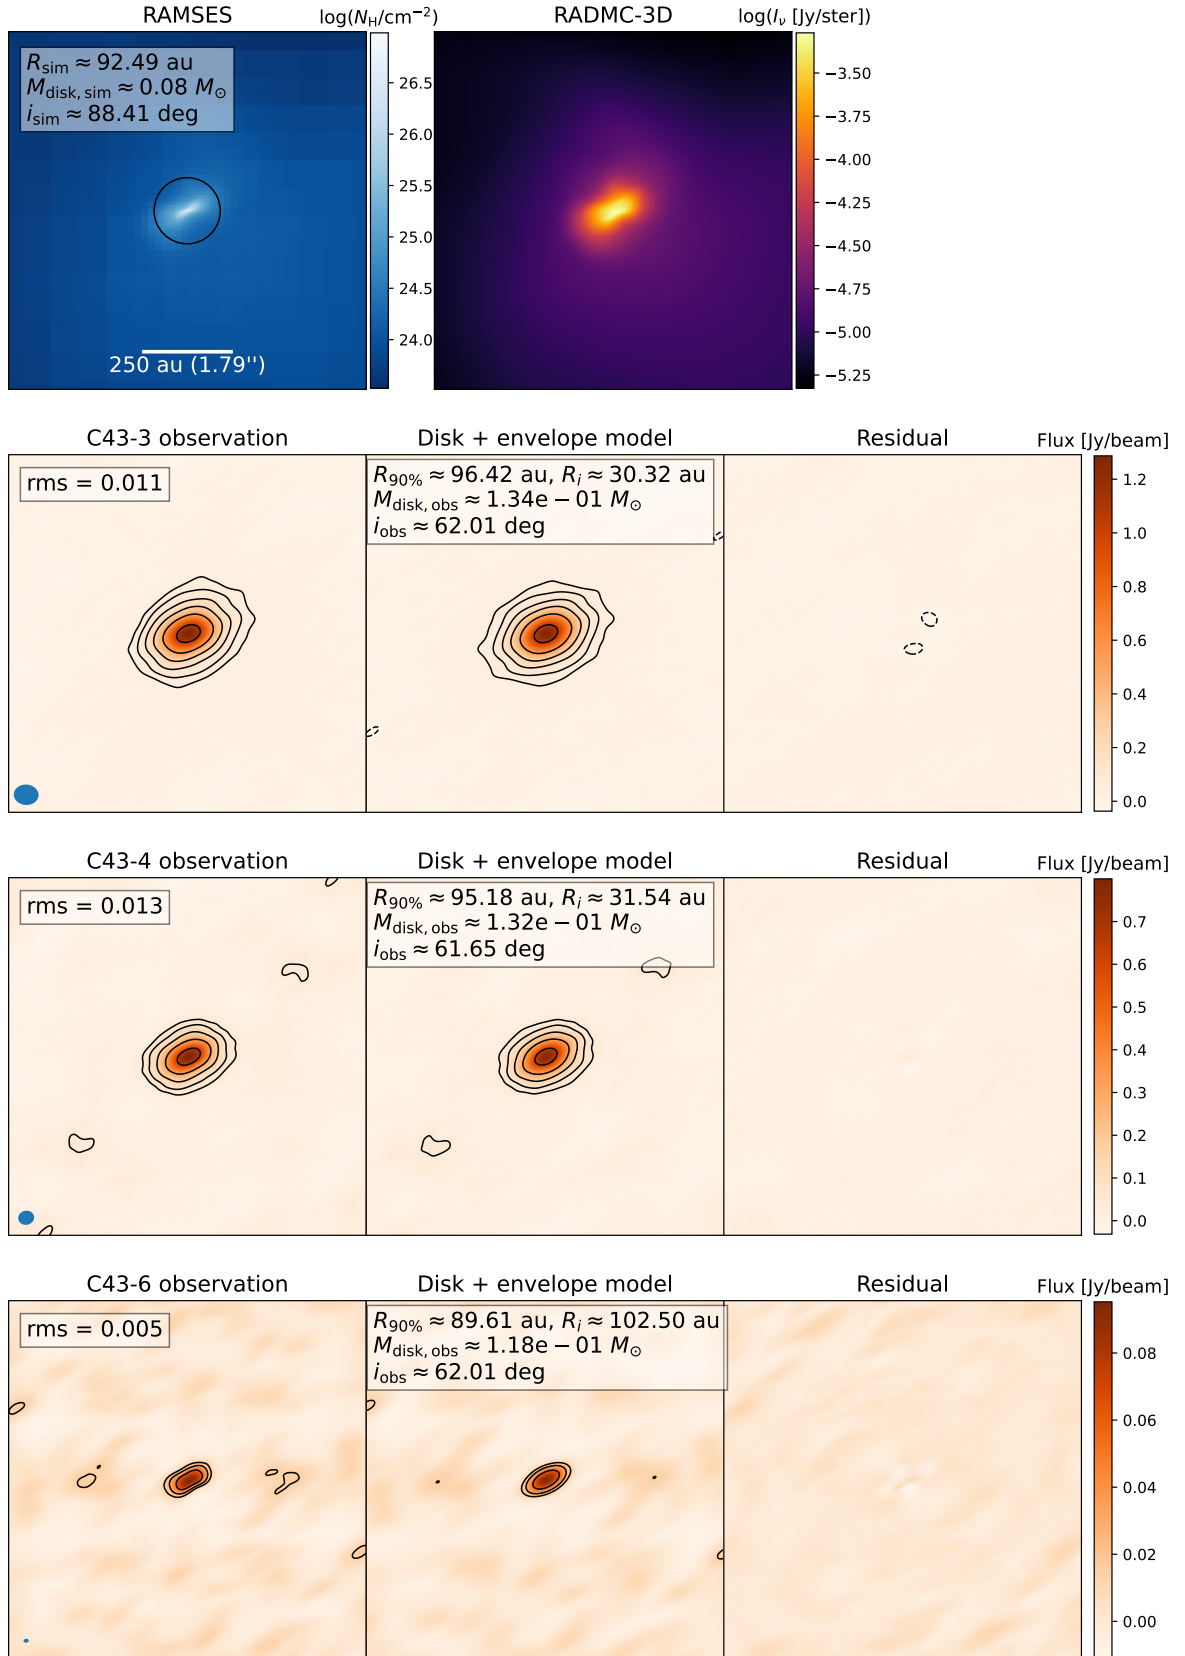 RAMSES
log(N_H/cm⁻²)
RADMC-3D
log(I_ν [Jy/ster])
R_sim ≈ 92.49 au
M_disk, sim ≈ 0.08 M_⊙
i_sim ≈ 88.41 deg
250 au (1.79'')
26.5
26.0
25.5
25.0
24.5
24.0
−3.50
−3.75
−4.00
−4.25
−4.50
−4.75
−5.00
−5.25
C43-3 observation
Disk + envelope model
Residual
Flux [Jy/beam]
rms = 0.011
R_90% ≈ 96.42 au, R_i ≈ 30.32 au
M_disk, obs ≈ 1.34e − 01 M_⊙
i_obs ≈ 62.01 deg
1.2
1.0
0.8
0.6
0.4
0.2
0.0
C43-4 observation
Disk + envelope model
Residual
Flux [Jy/beam]
rms = 0.013
R_90% ≈ 95.18 au, R_i ≈ 31.54 au
M_disk, obs ≈ 1.32e − 01 M_⊙
i_obs ≈ 61.65 deg
0.7
0.6
0.5
0.4
0.3
0.2
0.1
0.0
C43-6 observation
Disk + envelope model
Residual
Flux [Jy/beam]
rms = 0.005
R_90% ≈ 89.61 au, R_i ≈ 102.50 au
M_disk, obs ≈ 1.18e − 01 M_⊙
i_obs ≈ 62.01 deg
0.08
0.06
0.04
0.02
0.00